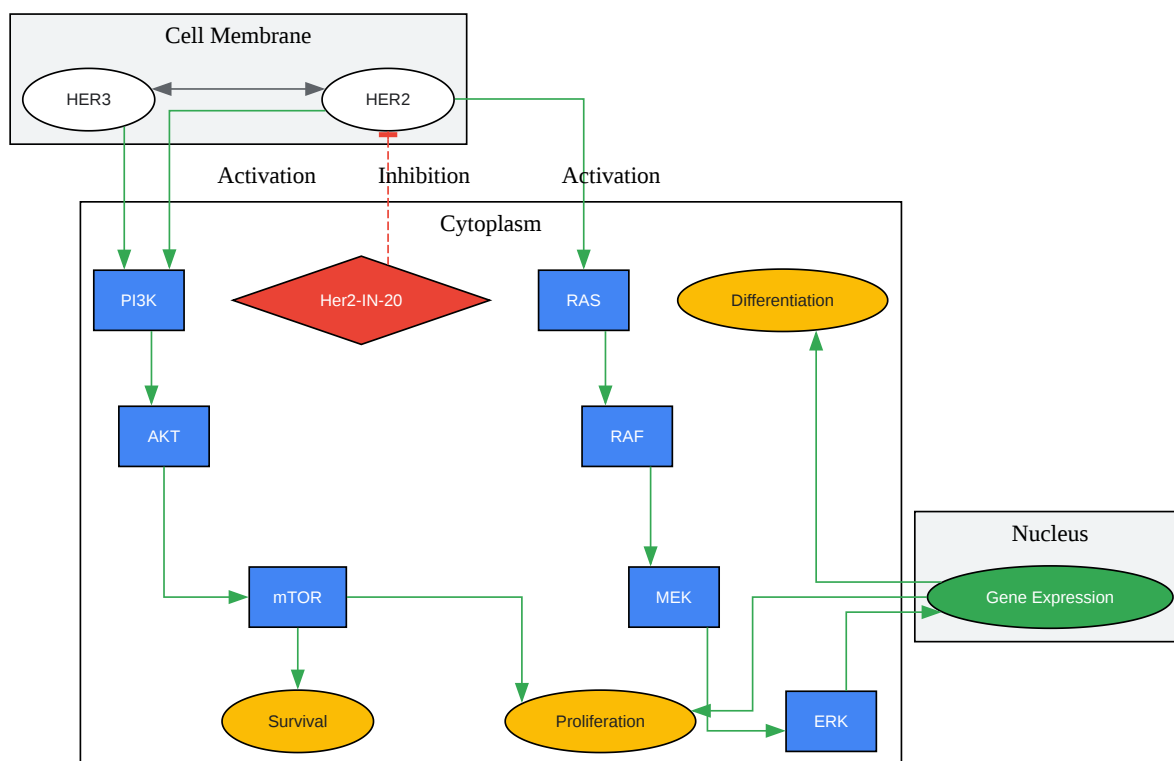 Cell Membrane
HER3
HER2
Activation
Inhibition
Activation
Cytoplasm
PI3K
Her2-IN-20
RAS
Differentiation
AKT
RAF
Nucleus
mTOR
MEK
Gene Expression
Survival
Proliferation
ERK